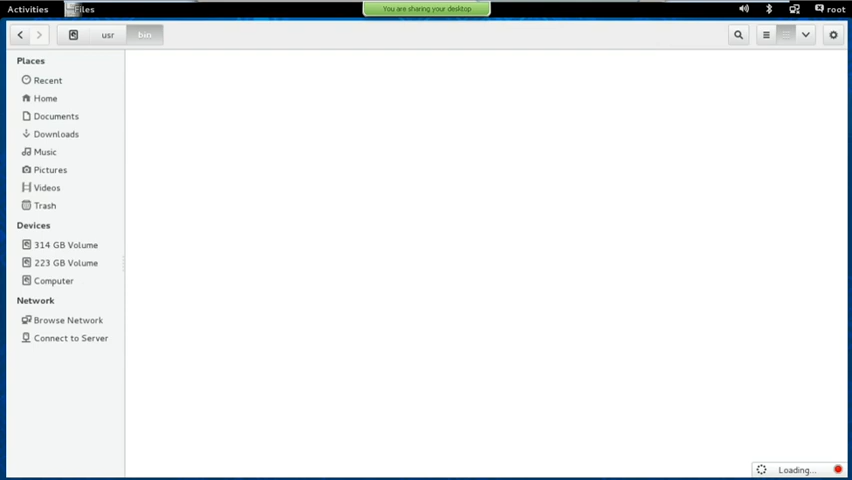 Activities Files You are sharing your desktop root
usr bin
Places
Recent
Home
Documents
Downloads
Music
Pictures
Videos
Trash
Devices
314 GB Volume
223 GB Volume
Computer
Network
Browse Network
Connect to Server
Loading...